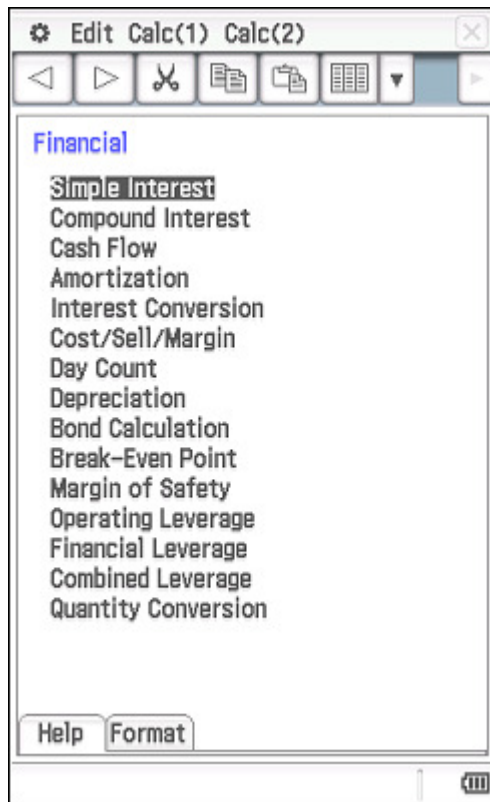 Edit Calc(1) Calc(2)
Financial
Simple Interest
Compound Interest
Cash Flow
Amortization
Interest Conversion
Cost/Sell/Margin
Day Count
Depreciation
Bond Calculation
Break-Even Point
Margin of Safety
Operating Leverage
Financial Leverage
Combined Leverage
Quantity Conversion
Help Format